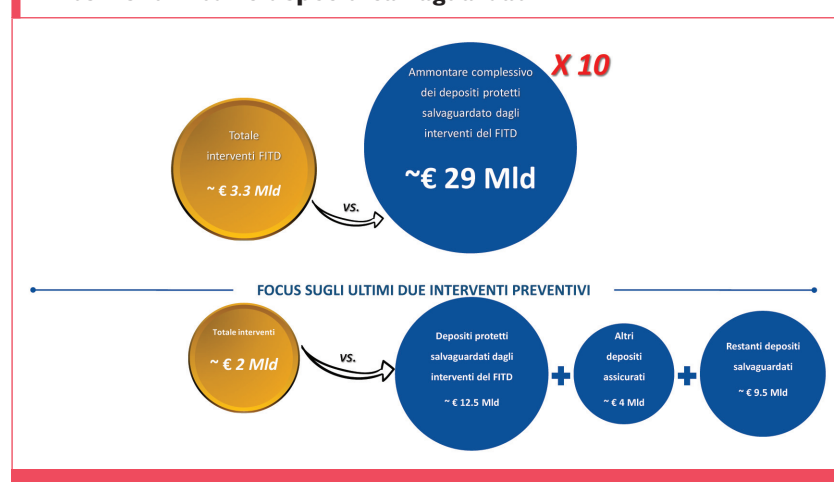 X 10
Ammontare complessivo
dei depositi protetti
salvaguardato dagli
interventi del FITD
~€ 29 Mld
Totale
interventi FITD
~ € 3.3 Mld
vs.
FOCUS SUGLI ULTIMI DUE INTERVENTI PREVENTIVI
Totale interventi
~ € 2 Mld
vs.
Depositi protetti
salvaguardati dagli
interventi del FITD
~ € 12.5 Mld
Altri
depositi
assicurati
~ € 4 Mld
Restanti depositi
salvaguardati
~ € 9.5 Mld